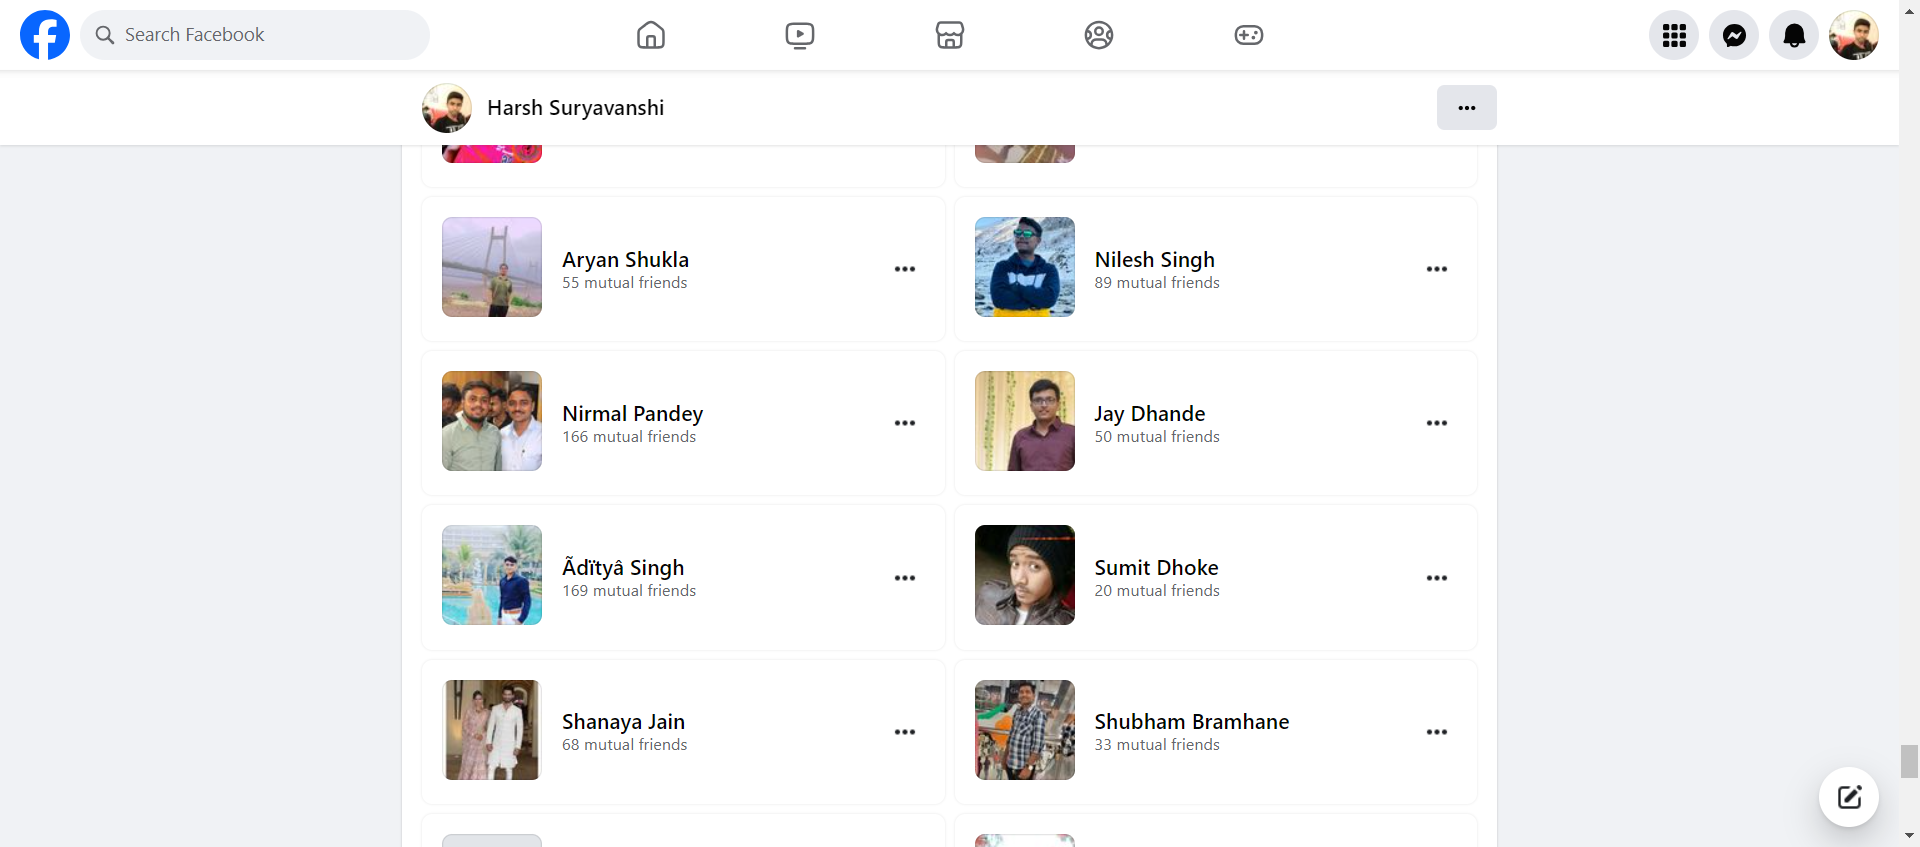 Search Facebook
Harsh Suryavanshi
Aryan Shukla
55 mutual friends
Nilesh Singh
89 mutual friends
Nirmal Pandey
166 mutual friends
Jay Dhande
50 mutual friends
Ãdïtyâ Singh
169 mutual friends
Sumit Dhoke
20 mutual friends
Shanaya Jain
68 mutual friends
Shubham Bramhane
33 mutual friends